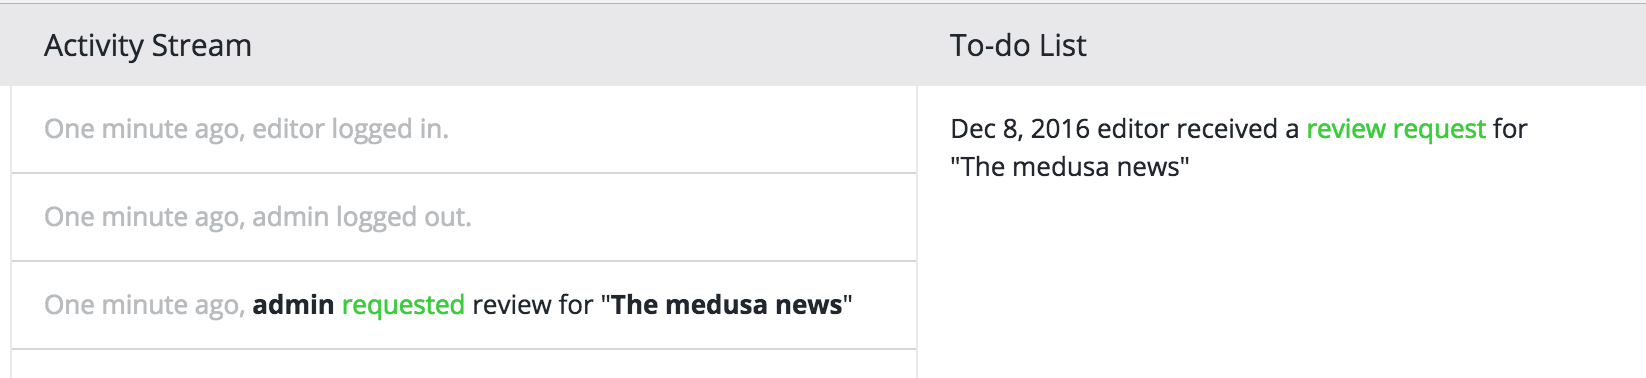 Activity Stream
To-do List
One minute ago, editor logged in.
One minute ago, admin logged out.
One minute ago, admin requested review for "The medusa news"
Dec 8, 2016 editor received a review request for
"The medusa news"